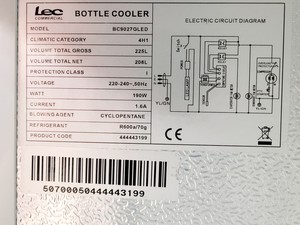 Lec
COMMERCIAL
BOTTLE COOLER
MODEL BC9027GLED
CLIMATIC CATEGORY 4H1
VOLUME TOTAL GROSS 225L
VOLUME TOTAL NET 208L
PROTECTION CLASS I
VOLTAGE 220-240~,50Hz
WATT 190W
CURRENT 1.6A
BLOWING AGENT CYCLOPENTANE
REFRIGERANT R600a/70g
PRODUCT CODE 444443199
ELECTRIC CIRCUIT DIAGRAM
CE
50700050444443199